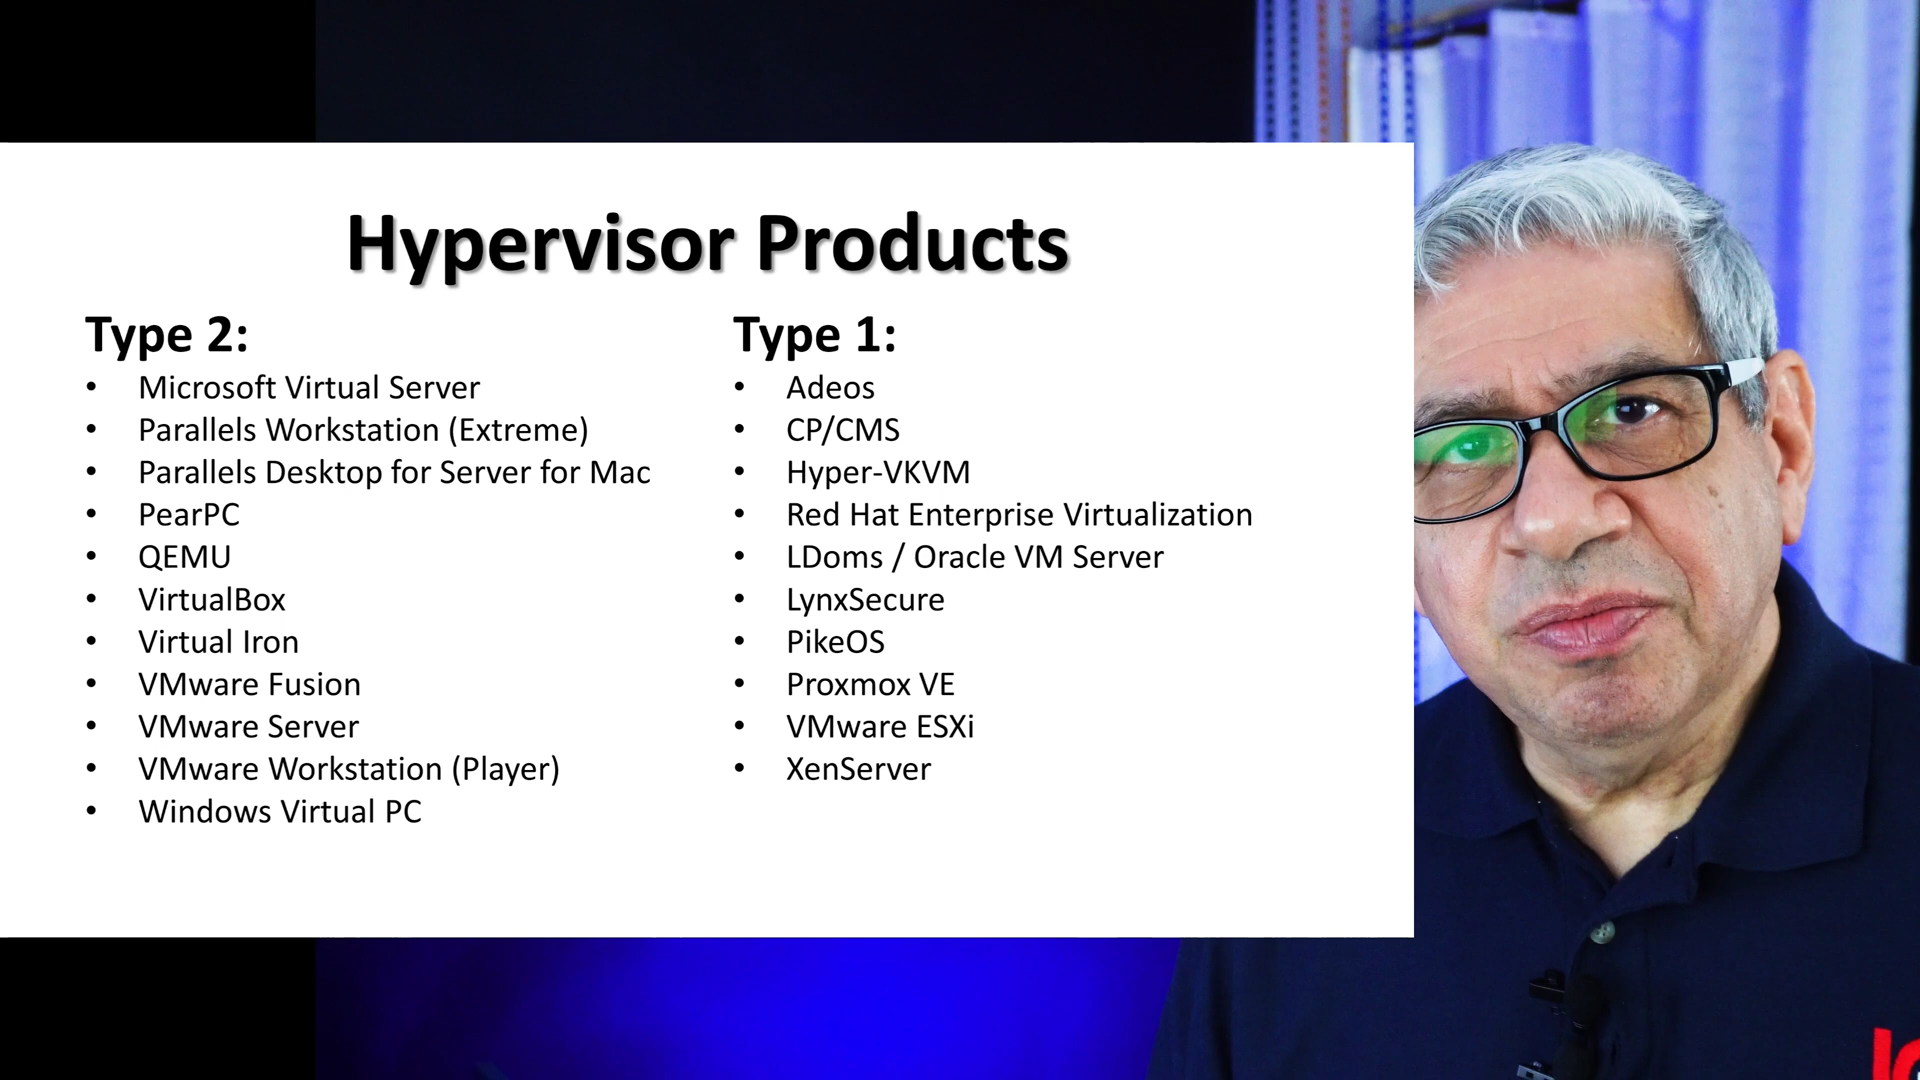 Hypervisor Products
Type 2:
• Microsoft Virtual Server
• Parallels Workstation (Extreme)
• Parallels Desktop for Server for Mac
• PearPC
• QEMU
• VirtualBox
• Virtual Iron
• VMware Fusion
• VMware Server
• VMware Workstation (Player)
• Windows Virtual PC
Type 1:
• Adeos
• CP/CMS
• Hyper-VKVM
• Red Hat Enterprise Virtualization
• LDoms / Oracle VM Server
• LynxSecure
• PikeOS
• Proxmox VE
• VMware ESXi
• XenServer